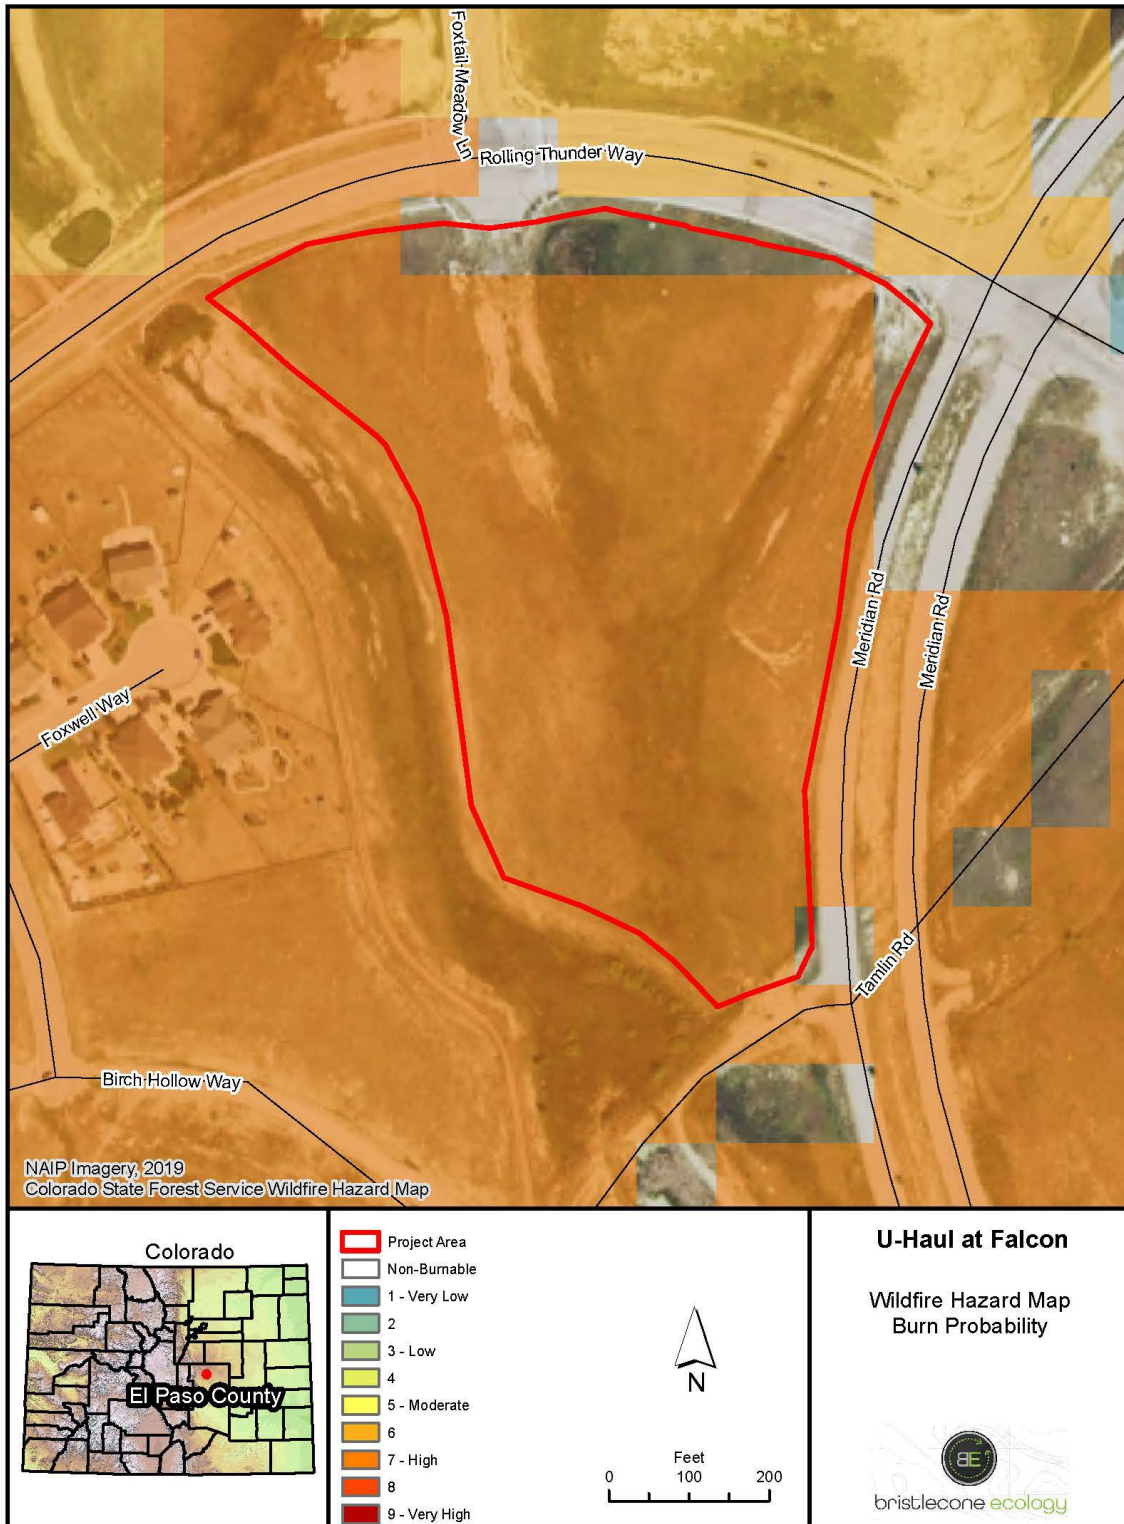 Foxtail Meadow Ln
Rolling Thunder Way
Meridian Rd
Meridian Rd
Foxwell Way
Tamlin Rd
Birch Hollow Way
NAIP Imagery, 2019
Colorado State Forest Service Wildfire Hazard Map
Colorado
El Paso County
Project Area
Non-Burnable
1 - Very Low
2
3 - Low
4
5 - Moderate
6
7 - High
8
9 - Very High
N
Feet
0 100 200
U-Haul at Falcon
Wildfire Hazard Map
Burn Probability
BE
bristlecone ecology